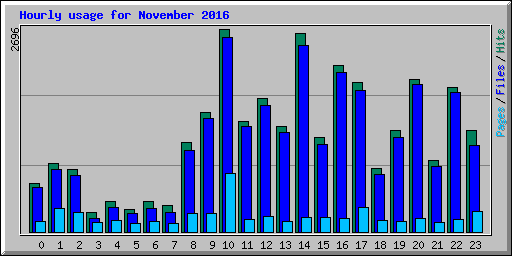 Hourly usage for November 2016
2696
Pages / Files / Hits
0 1 2 3 4 5 6 7 8 9 10 11 12 13 14 15 16 17 18 19 20 21 22 23